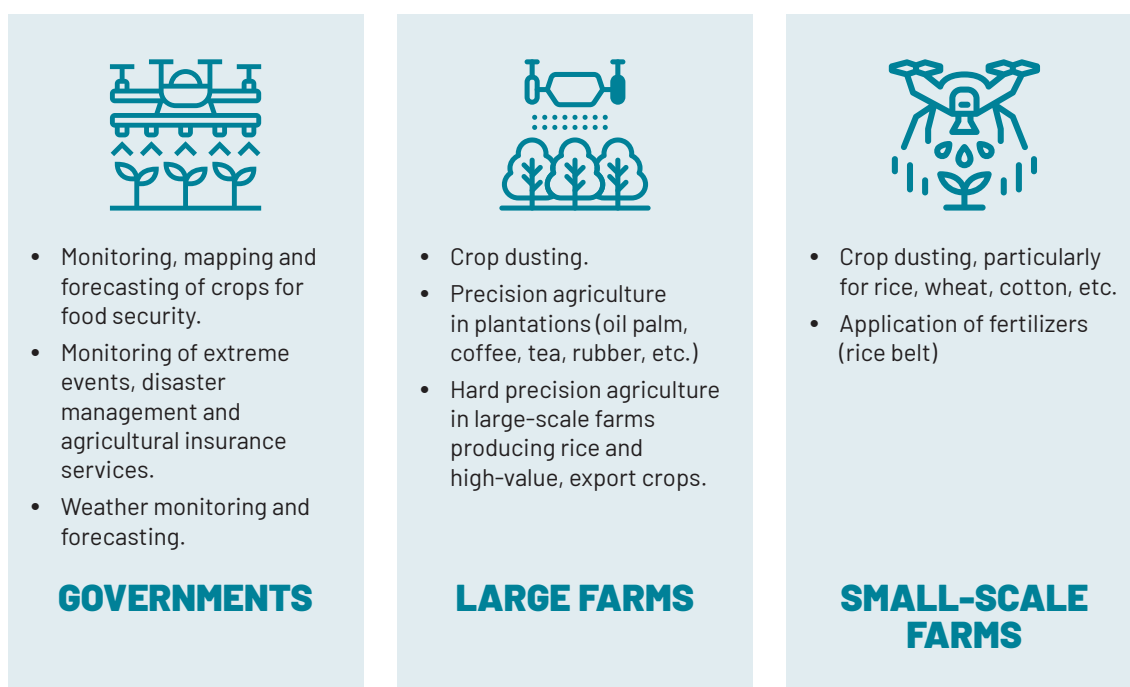 • Monitoring, mapping and
forecasting of crops for
food security.
• Monitoring of extreme
events, disaster
management and
agricultural insurance
services.
• Weather monitoring and
forecasting.
GOVERNMENTS
• Crop dusting.
• Precision agriculture
in plantations (oil palm,
coffee, tea, rubber, etc.)
• Hard precision agriculture
in large-scale farms
producing rice and
high-value, export crops.
LARGE FARMS
• Crop dusting, particularly
for rice, wheat, cotton, etc.
• Application of fertilizers
(rice belt)
SMALL-SCALE
FARMS